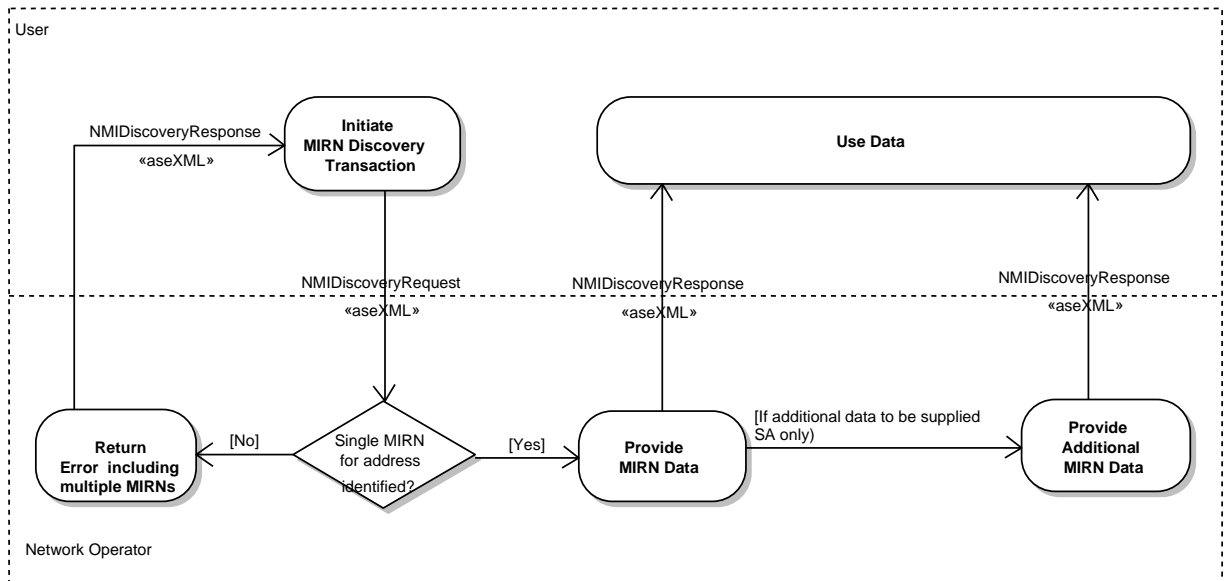 User
NMIDiscoveryResponse
«aseXML»
Initiate
MIRN Discovery
Transaction
Use Data
NMIDiscoveryRequest
«aseXML»
NMIDiscoveryResponse
«aseXML»
NMIDiscoveryResponse
«aseXML»
Return
Error including
multiple MIRNs
[No]
Single MIRN
for address
identified?
[Yes]
Provide
MIRN Data
[If additional data to be supplied
SA only)
Provide
Additional
MIRN Data
Network Operator